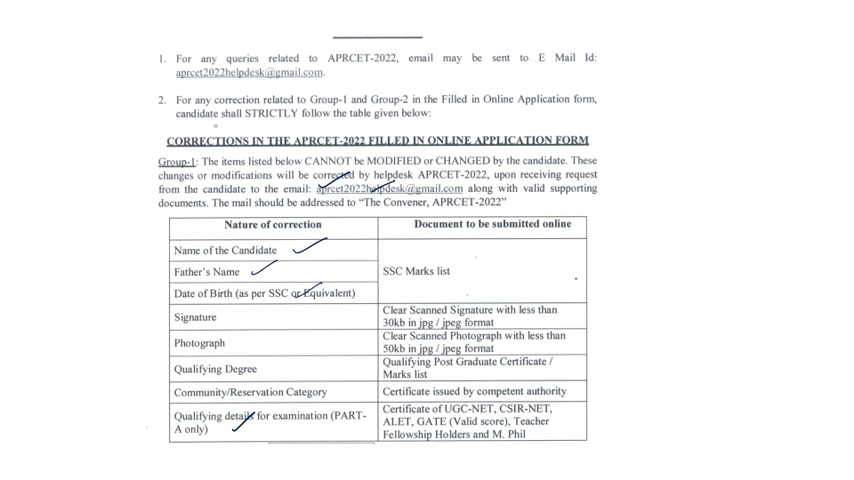 1. For any queries related to APRCET-2022, email may be sent to E Mail Id:
aprcet2022helpdesk@gmail.com.
2. For any correction related to Group-1 and Group-2 in the Filled in Online Application form,
candidate shall STRICTLY follow the table given below:
CORRECTIONS IN THE APRCET-2022 FILLED IN ONLINE APPLICATION FORM
Group-1: The items listed below CANNOT be MODIFIED or CHANGED by the candidate. These
changes or modifications will be corrected by helpdesk APRCET-2022, upon receiving request
from the candidate to the email: aprcet2022helpdesk@gmail.com along with valid supporting
documents. The mail should be addressed to “The Convener, APRCET-2022”
Nature of correction Document to be submitted online
Name of the Candidate
Father's Name SSC Marks list
Date of Birth (as per SSC or Equivalent)
Signature Clear Scanned Signature with less than
30kb in jpg / jpeg format
Photograph Clear Scanned Photograph with less than
50kb in jpg / jpeg format
Qualifying Degree Qualifying Post Graduate Certificate /
Marks list
Community/Reservation Category Certificate issued by competent authority
Qualifying details for examination (PART-
A only)
Certificate of UGC-NET, CSIR-NET,
ALET, GATE (Valid score), Teacher
Fellowship Holders and M. Phil